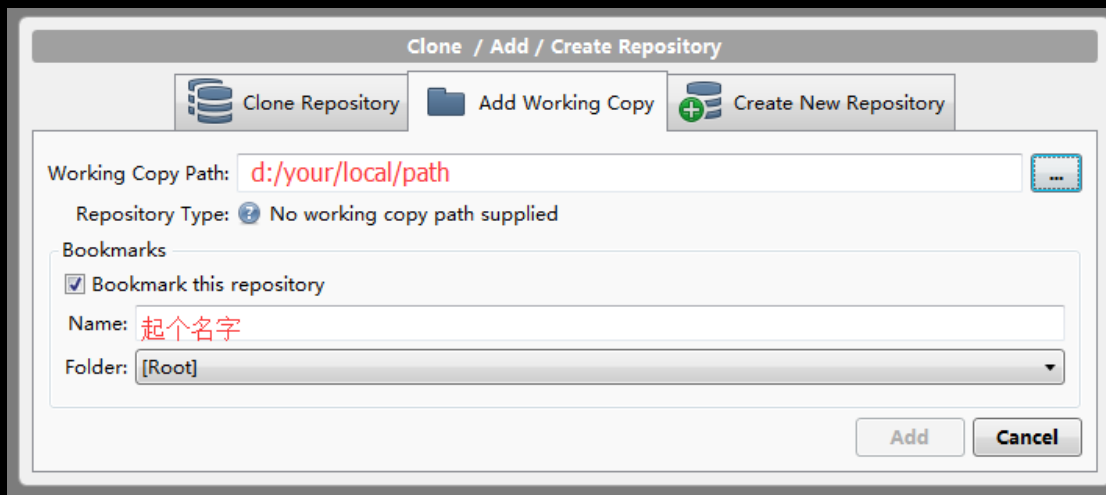 Clone / Add / Create Repository
Clone Repository Add Working Copy Create New Repository
Working Copy Path: d:/your/local/path ...
Repository Type: ? No working copy path supplied
Bookmarks
Bookmark this repository
Name: 起个名字
Folder: [Root]
Add Cancel